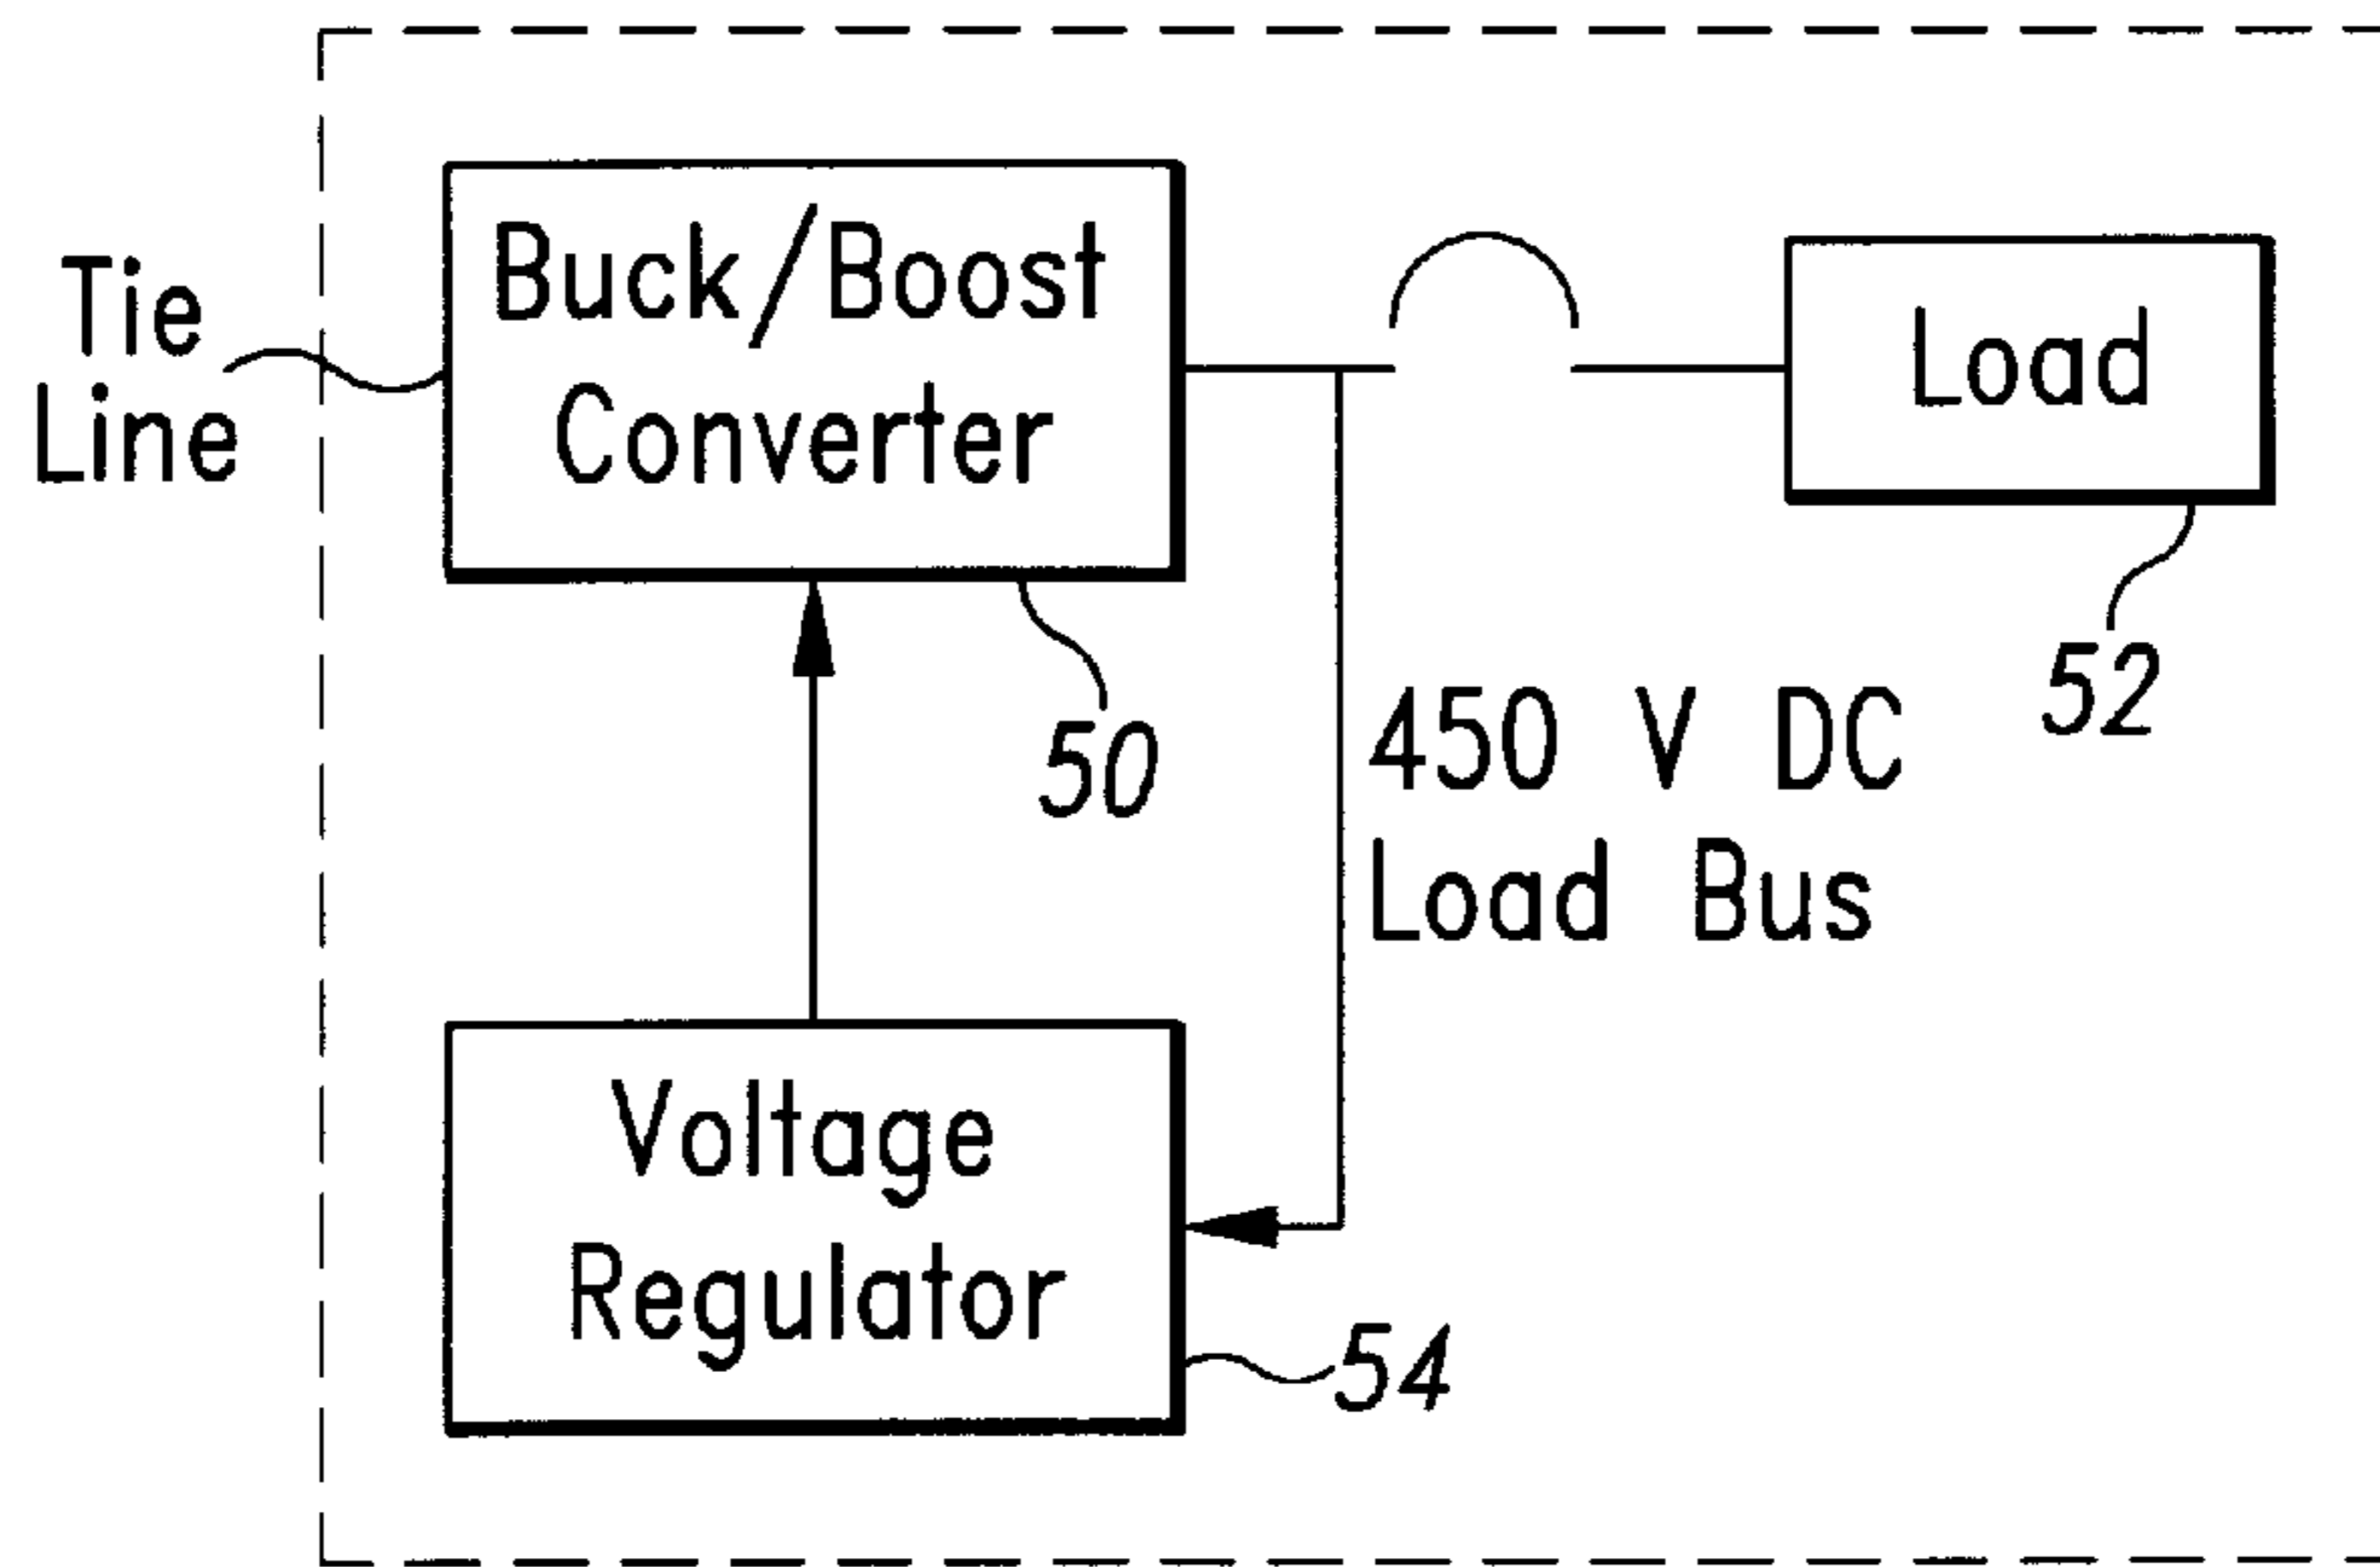 Tie
Line
Buck/Boost
Converter
Load
52
50
450 V DC
Load Bus
Voltage
Regulator
54